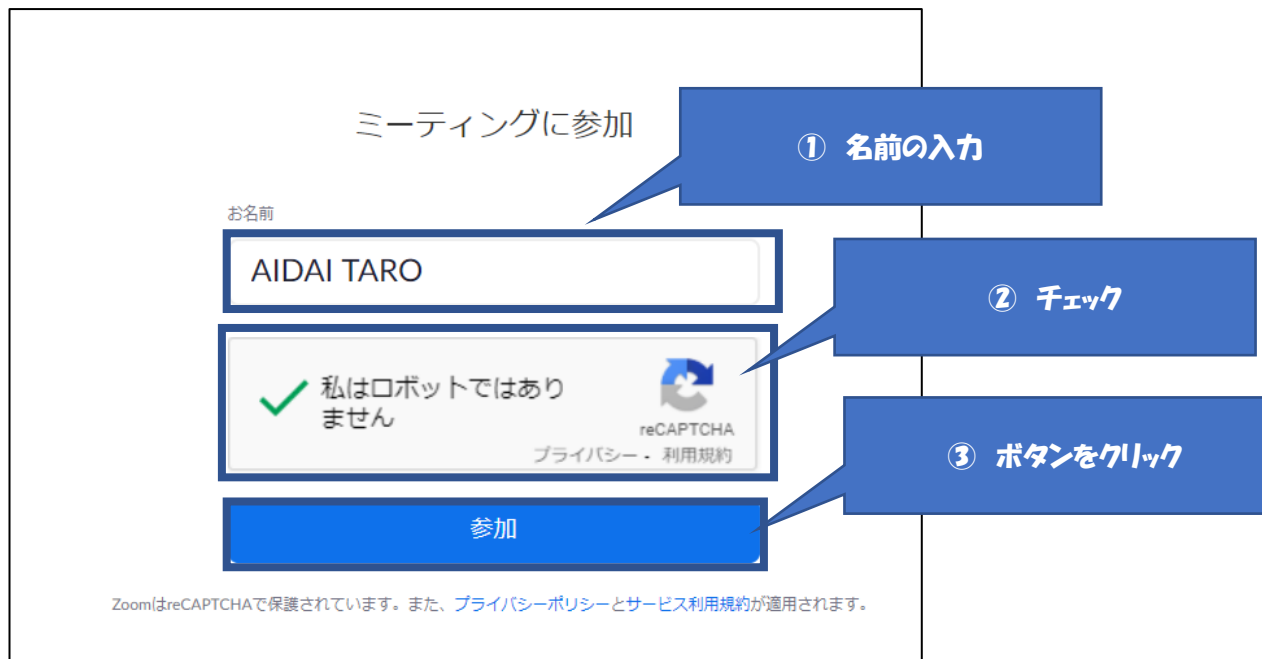 ミーティングに参加
① 名前の入力
お名前
AIDAI TARO
② チェック
私はロボットではあり
ません
reCAPTCHA
プライバシー - 利用規約
③ ボタンをクリック
参加
ZoomはreCAPTCHAで保護されています。また、プライバシーポリシーとサービス利用規約が適用されます。